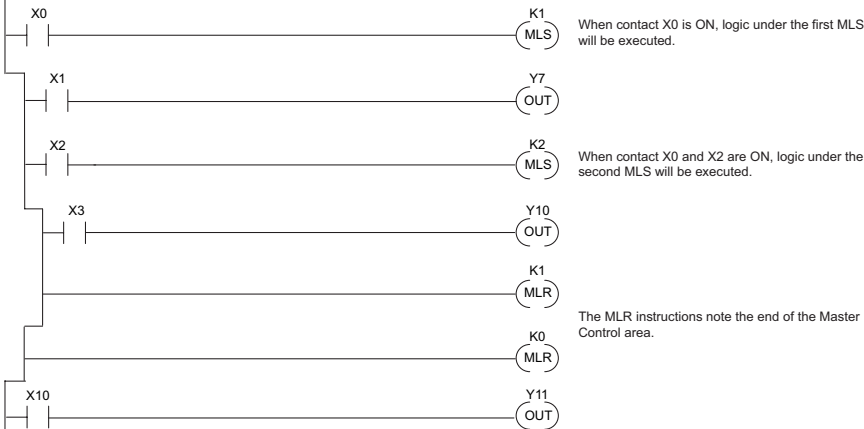 X0
K1
MLS
When contact X0 is ON, logic under the first MLS
will be executed.
X1
Y7
OUT
X2
K2
MLS
When contact X0 and X2 are ON, logic under the
second MLS will be executed.
X3
Y10
OUT
K1
MLR
The MLR instructions note the end of the Master
Control area.
K0
MLR
X10
Y11
OUT